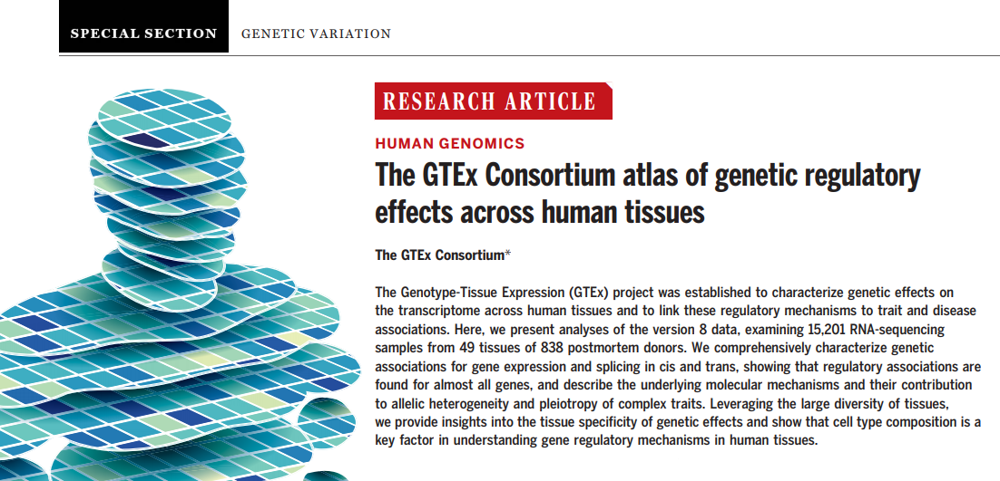 SPECIAL SECTION GENETIC VARIATION
RESEARCH ARTICLE
HUMAN GENOMICS
The GTEx Consortium atlas of genetic regulatory
effects across human tissues
The GTEx Consortium*
The Genotype-Tissue Expression (GTEx) project was established to characterize genetic effects on
the transcriptome across human tissues and to link these regulatory mechanisms to trait and disease
associations. Here, we present analyses of the version 8 data, examining 15,201 RNA-sequencing
samples from 49 tissues of 838 postmortem donors. We comprehensively characterize genetic
associations for gene expression and splicing in cis and trans, showing that regulatory associations are
found for almost all genes, and describe the underlying molecular mechanisms and their contribution
to allelic heterogeneity and pleiotropy of complex traits. Leveraging the large diversity of tissues,
we provide insights into the tissue specificity of genetic effects and show that cell type composition is a
key factor in understanding gene regulatory mechanisms in human tissues.